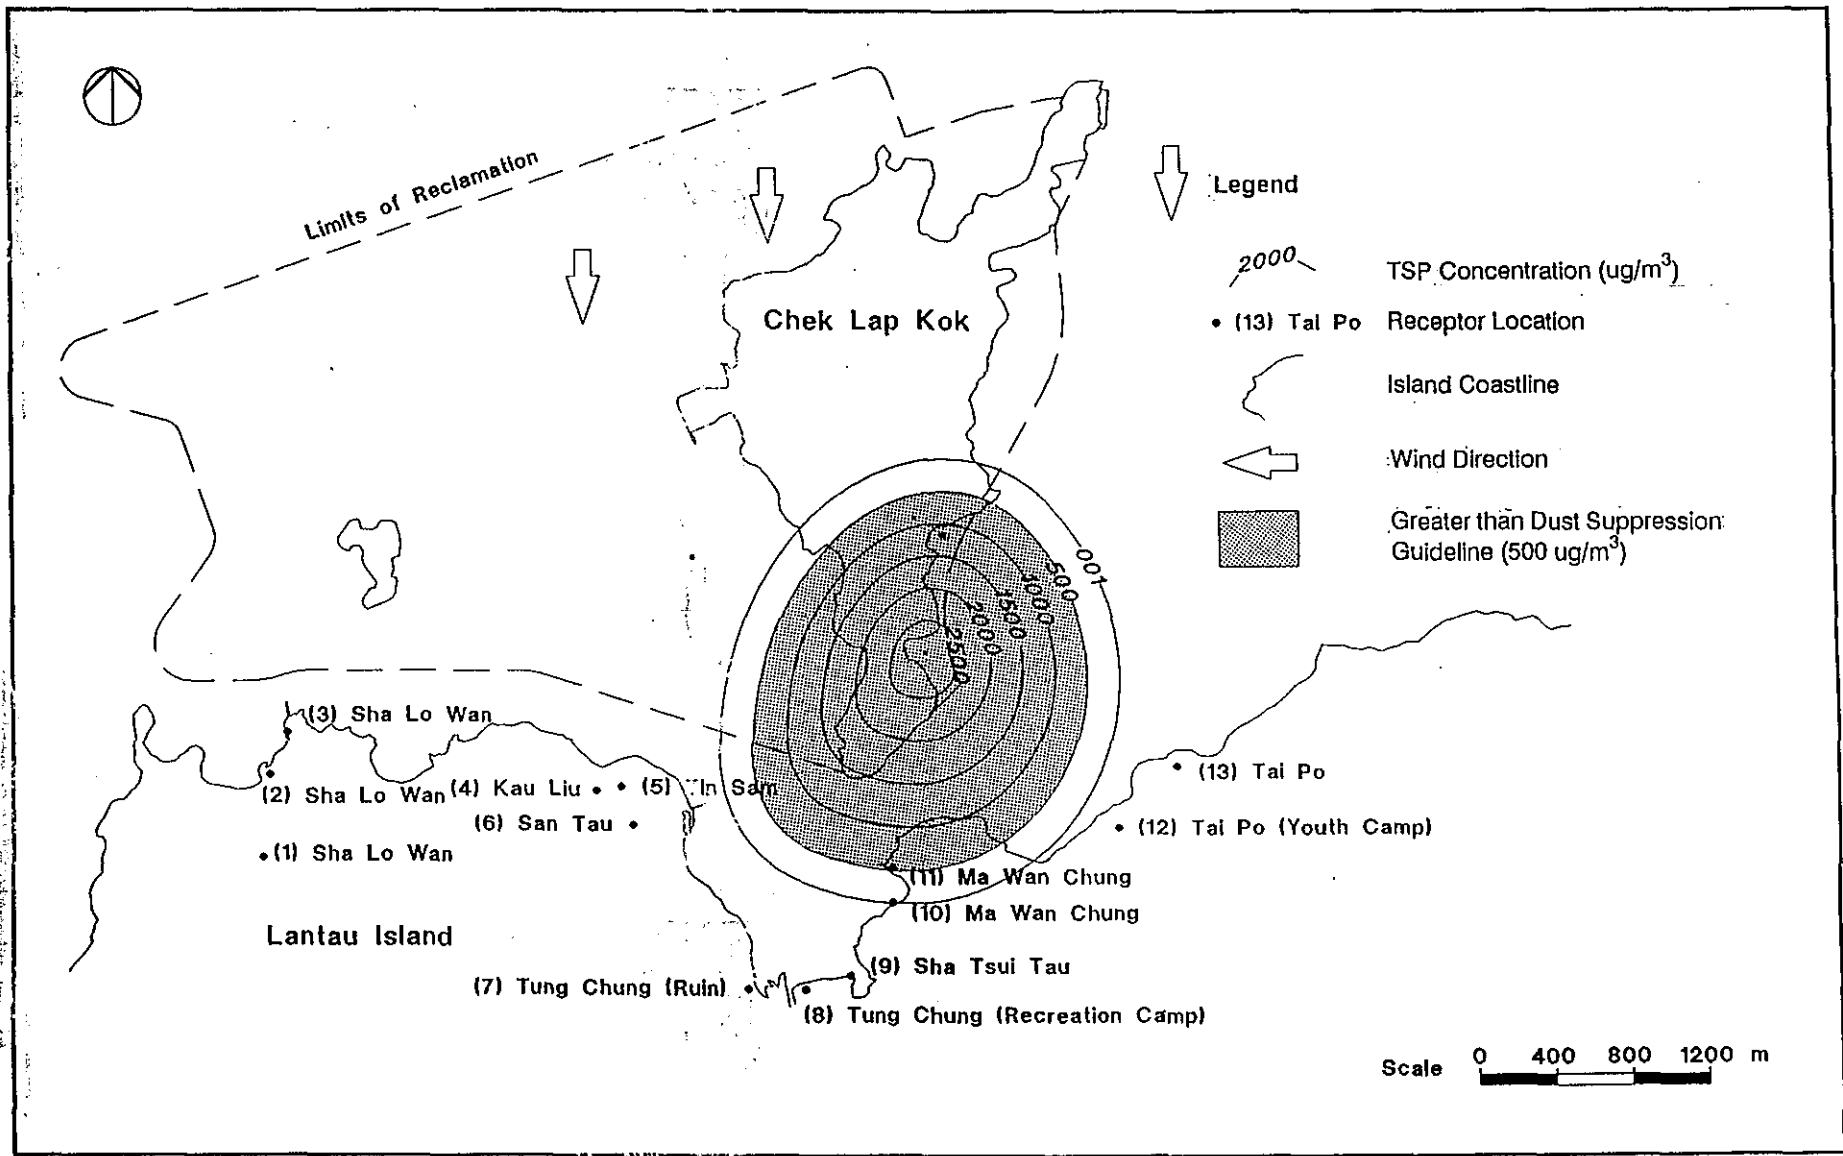 Limits of Reclamation
Chek Lap Kok
Legend
2000
TSP Concentration (ug/m³)
• (13) Tai Po Receptor Location
Island Coastline
Wind Direction
Greater than Dust Suppression
Guideline (500 ug/m³)
001
500
1000
1500
2000
2500
(3) Sha Lo Wan
(2) Sha Lo Wan
(4) Kau Liu
(5) In Sam
(6) San Tau
(1) Sha Lo Wan
(13) Tai Po
(12) Tai Po (Youth Camp)
(11) Ma Wan Chung
(10) Ma Wan Chung
Lantau Island
(9) Sha Tsui Tau
(7) Tung Chung (Ruin)
(8) Tung Chung (Recreation Camp)
Scale 0 400 800 1200 m